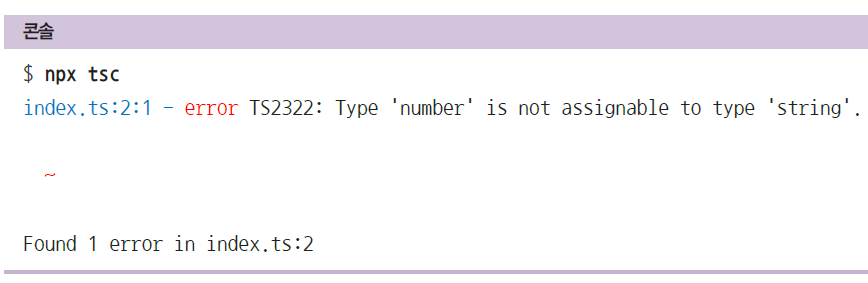 콘솔
$ npx tsc
index.ts:2:1 - error TS2322: Type 'number' is not assignable to type 'string'.
~
Found 1 error in index.ts:2